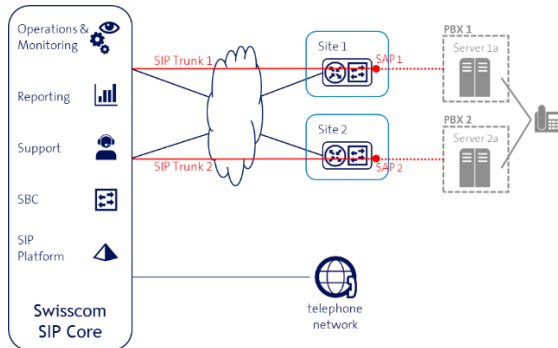 Operations &
Monitoring
Reporting
Support
SBC
SIP
Platform
Swisscom
SIP Core
SIP Trunk 1
SIP Trunk 2
Site 1
SAP 1
Site 2
SAP 2
PBX 1
Server 1a
PBX 2
Server 2a
telephone
network